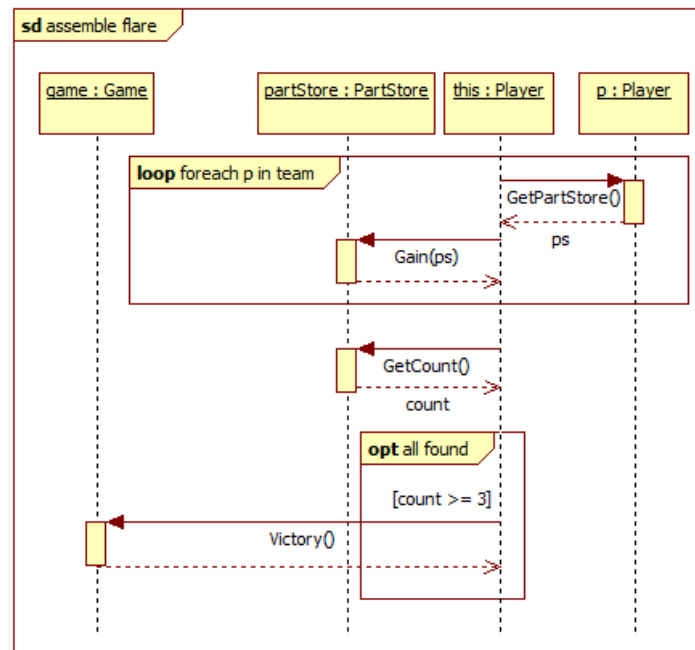 sd assemble flare
game : Game
partStore : PartStore
this : Player
p : Player
loop foreach p in team
GetPartStore()
ps
Gain(ps)
GetCount()
count
opt all found
[count >= 3]
Victory()